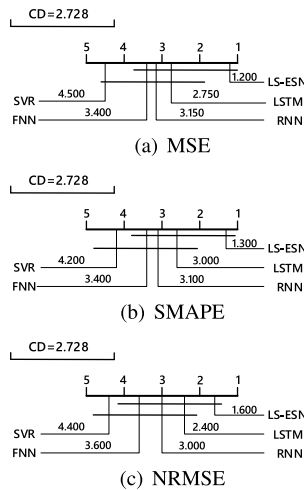 CD=2.728
5 4 3 2 1
1.200 LS-ESN
SVR 4.500 2.750 LSTM
FNN 3.400 3.150 RNN
(a) MSE
CD=2.728
5 4 3 2 1
1.300 LS-ESN
SVR 4.200 3.000 LSTM
FNN 3.400 3.100 RNN
(b) SMAPE
CD=2.728
5 4 3 2 1
1.600 LS-ESN
SVR 4.400 2.400 LSTM
FNN 3.600 3.000 RNN
(c) NRMSE